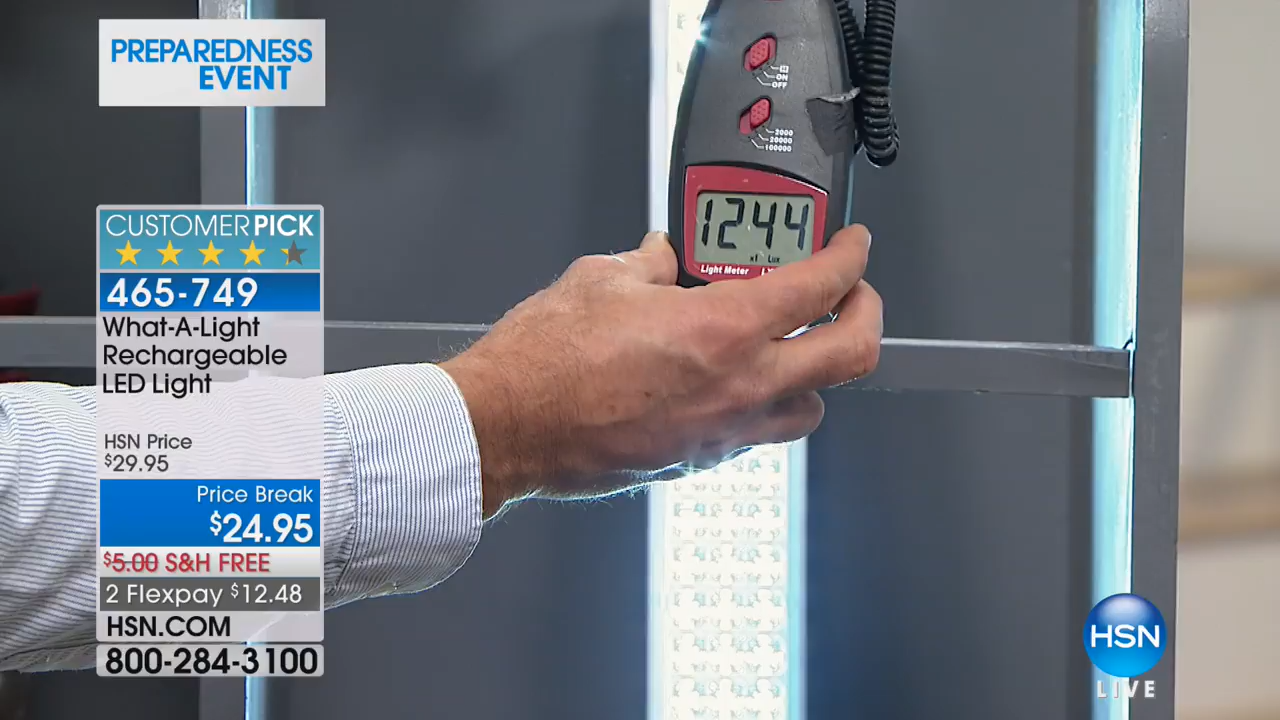 PREPAREDNESS
EVENT
CUSTOMER PICK
465-749
What-A-Light
Rechargeable
LED Light
HSN Price
$29.95
Price Break
$24.95
$5.00 S&H FREE
2 Flexpay $12.48
HSN.COM
800-284-3100
ON
OFF
2000
20000
100000
1244
x1 Lux
Light Meter
HSN
LIVE